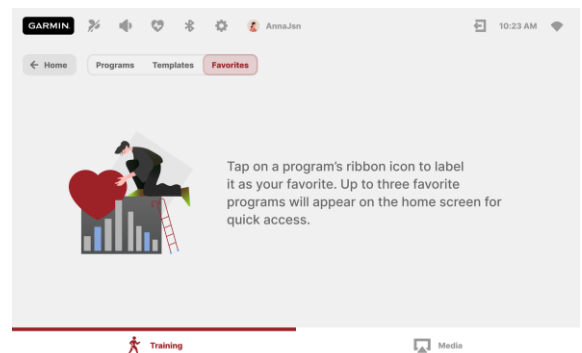 GARMIN AnnaJsn 10:23 AM
← Home Programs Templates Favorites
Tap on a program's ribbon icon to label
it as your favorite. Up to three favorite
programs will appear on the home screen for
quick access.
Training Media